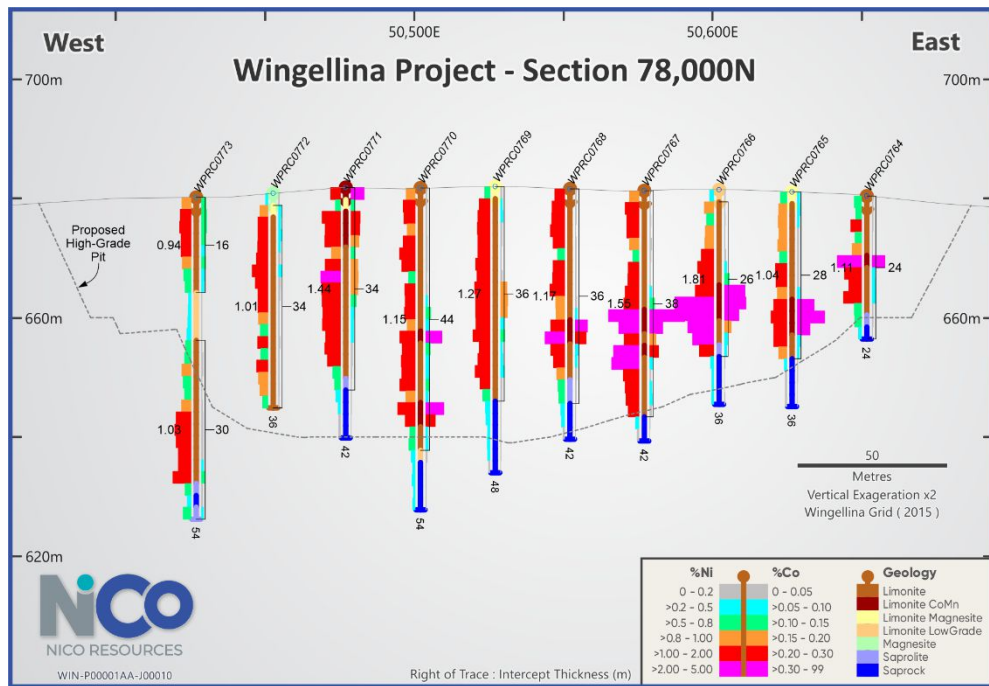 West
50,500E
50,600E
East
Wingellina Project - Section 78,000N
700m
700m
WPRC0773
WPRC0772
WPRC0771
WPRC0770
WPRC0769
WPRC0768
WPRC0767
WPRC0766
WPRC0765
WPRC0764
Proposed
High-Grade
Pit
0.94
16
1.01
34
1.44
34
1.15
44
1.27
36
1.17
36
1.55
38
1.81
26
1.04
28
1.11
24
660m
660m
1.03
30
54
36
42
54
48
42
42
36
36
24
50
Metres
Vertical Exageration x2
Wingellina Grid ( 2015 )
620m
NiCo
NICO RESOURCES
WIN-P00001AA-J00010
Right of Trace : Intercept Thickness (m)
%Ni %Co Geology
0 - 0.2 0 - 0.05 Limonite
>0.2 - 0.5 >0.05 - 0.10 Limonite CoMn
>0.5 - 0.8 >0.10 - 0.15 Limonite Magnesite
>0.8 - 1.00 >0.15 - 0.20 Limonite LowGrade
>1.00 - 2.00 >0.20 - 0.30 Magnesite
>2.00 - 5.00 >0.30 - 99 Saprolite
Saprock